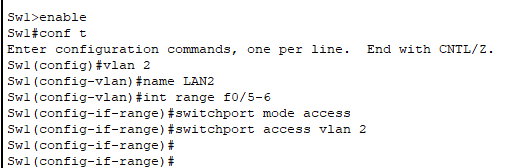 Sw1>enable
Sw1#conf t
Enter configuration commands, one per line.  End with CNTL/Z.
Sw1(config)#vlan 2
Sw1(config-vlan)#name LAN2
Sw1(config-vlan)#int range f0/5-6
Sw1(config-if-range)#switchport mode access
Sw1(config-if-range)#switchport access vlan 2
Sw1(config-if-range)#
Sw1(config-if-range)#